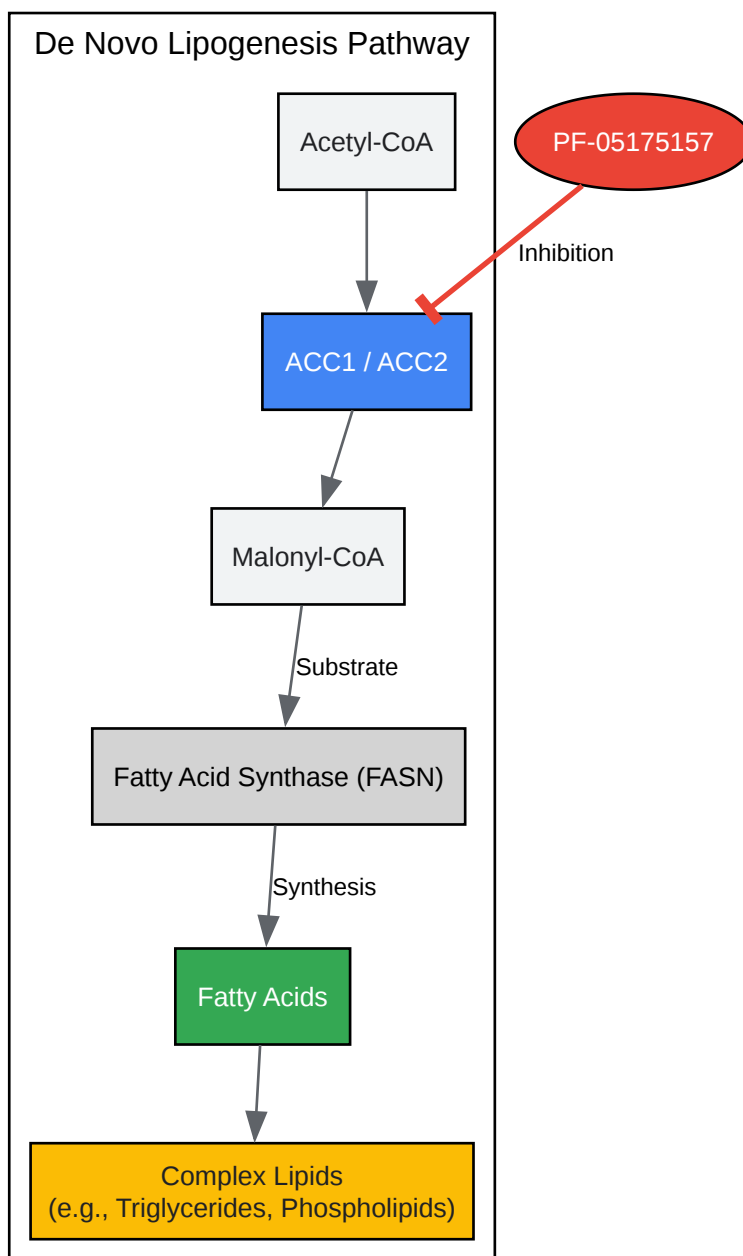 De Novo Lipogenesis Pathway
Acetyl-CoA
PF-05175157
Inhibition
ACC1 / ACC2
Malonyl-CoA
Substrate
Fatty Acid Synthase (FASN)
Synthesis
Fatty Acids
Complex Lipids
(e.g., Triglycerides, Phospholipids)